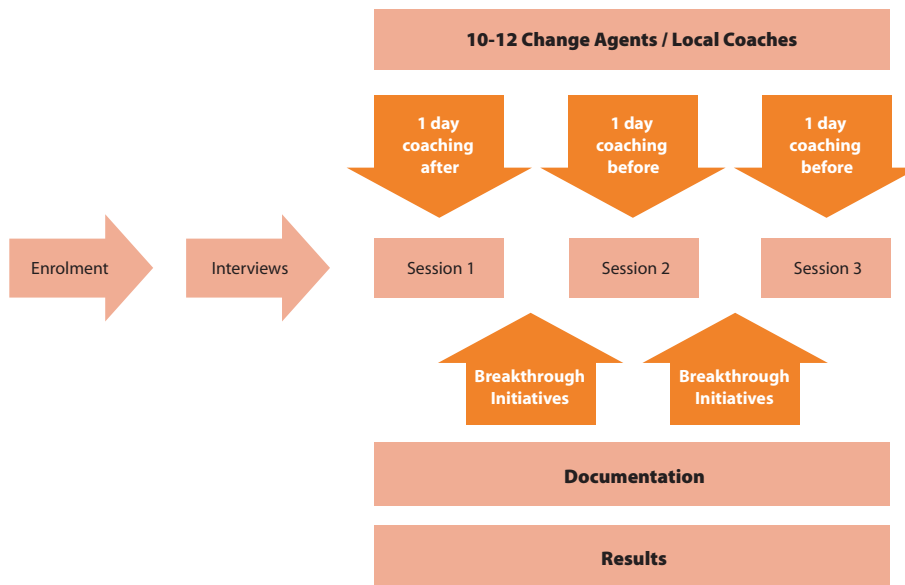 10-12 Change Agents / Local Coaches
1 day
coaching
after
1 day
coaching
before
1 day
coaching
before
Enrolment
Interviews
Session 1
Session 2
Session 3
Breakthrough
Initiatives
Breakthrough
Initiatives
Documentation
Results